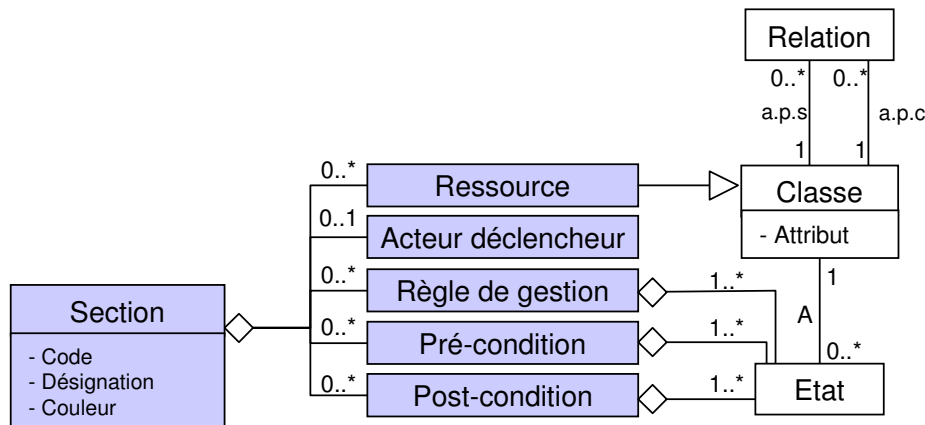 Relation
0..* 0..*
a.p.s a.p.c
1 1
0..* Ressource Classe
0..1 Acteur déclencheur - Attribut
0..* Règle de gestion 1..* 1
Section
- Code
- Désignation
- Couleur
0..* Pré-condition 1..* A
0..* Post-condition 1..* 0..*
Etat